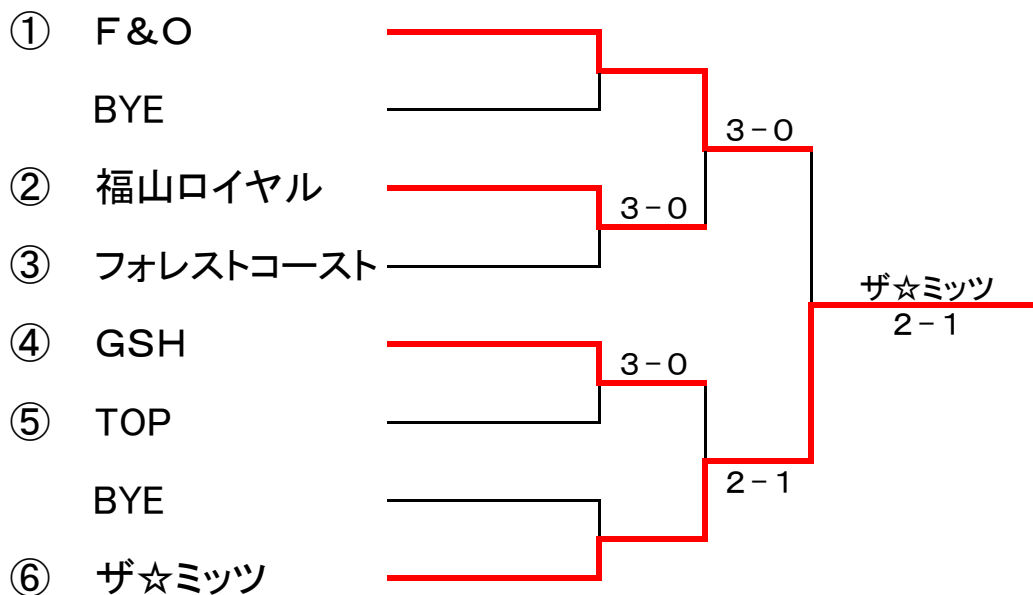 ① F&O
BYE
3-0
② 福山ロイヤル
3-0
③ フォレストコースト
ザ☆ミッツ
2-1
④ GSH
3-0
⑤ TOP
2-1
BYE
⑥ ザ☆ミッツ